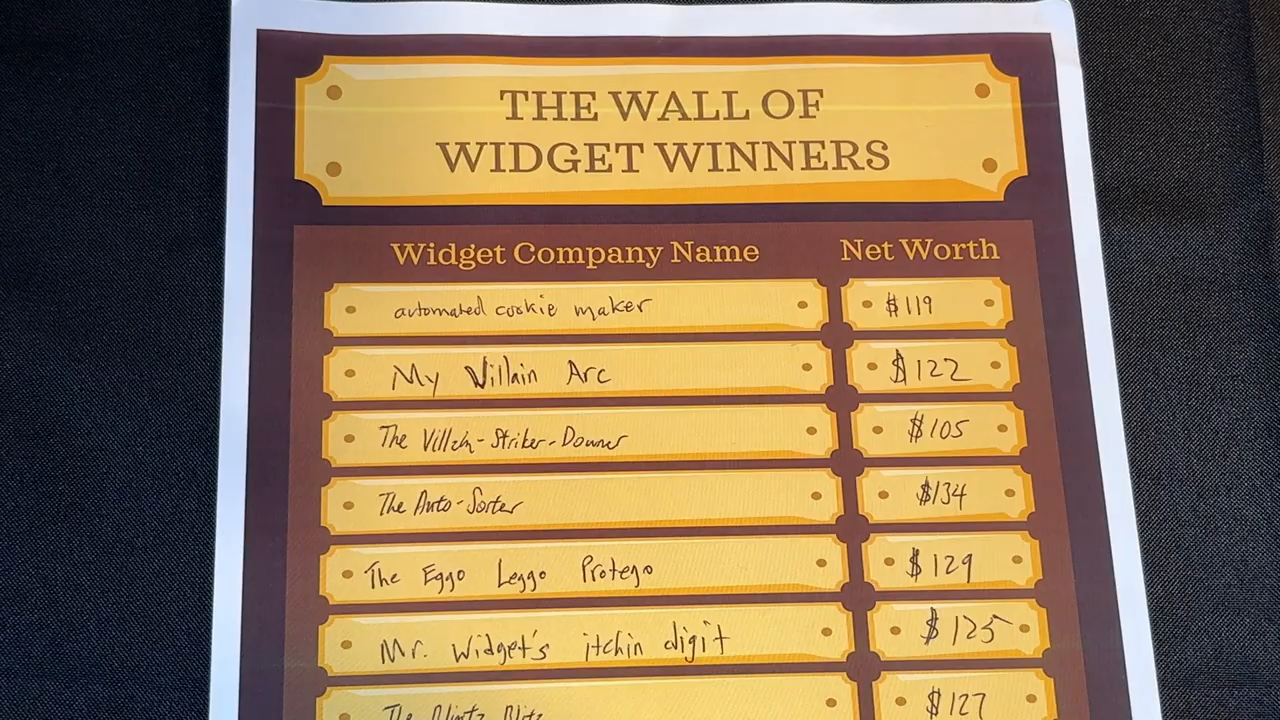 THE WALL OF
WIDGET WINNERS
Widget Company Name Net Worth
automated cookie maker $119
My Villain Arc $122
The Villain-Striker-Downer $105
The Auto-Sorter $134
The Eggo Leggo Protego $129
Mr. Widget's itchin digit $125
The $127